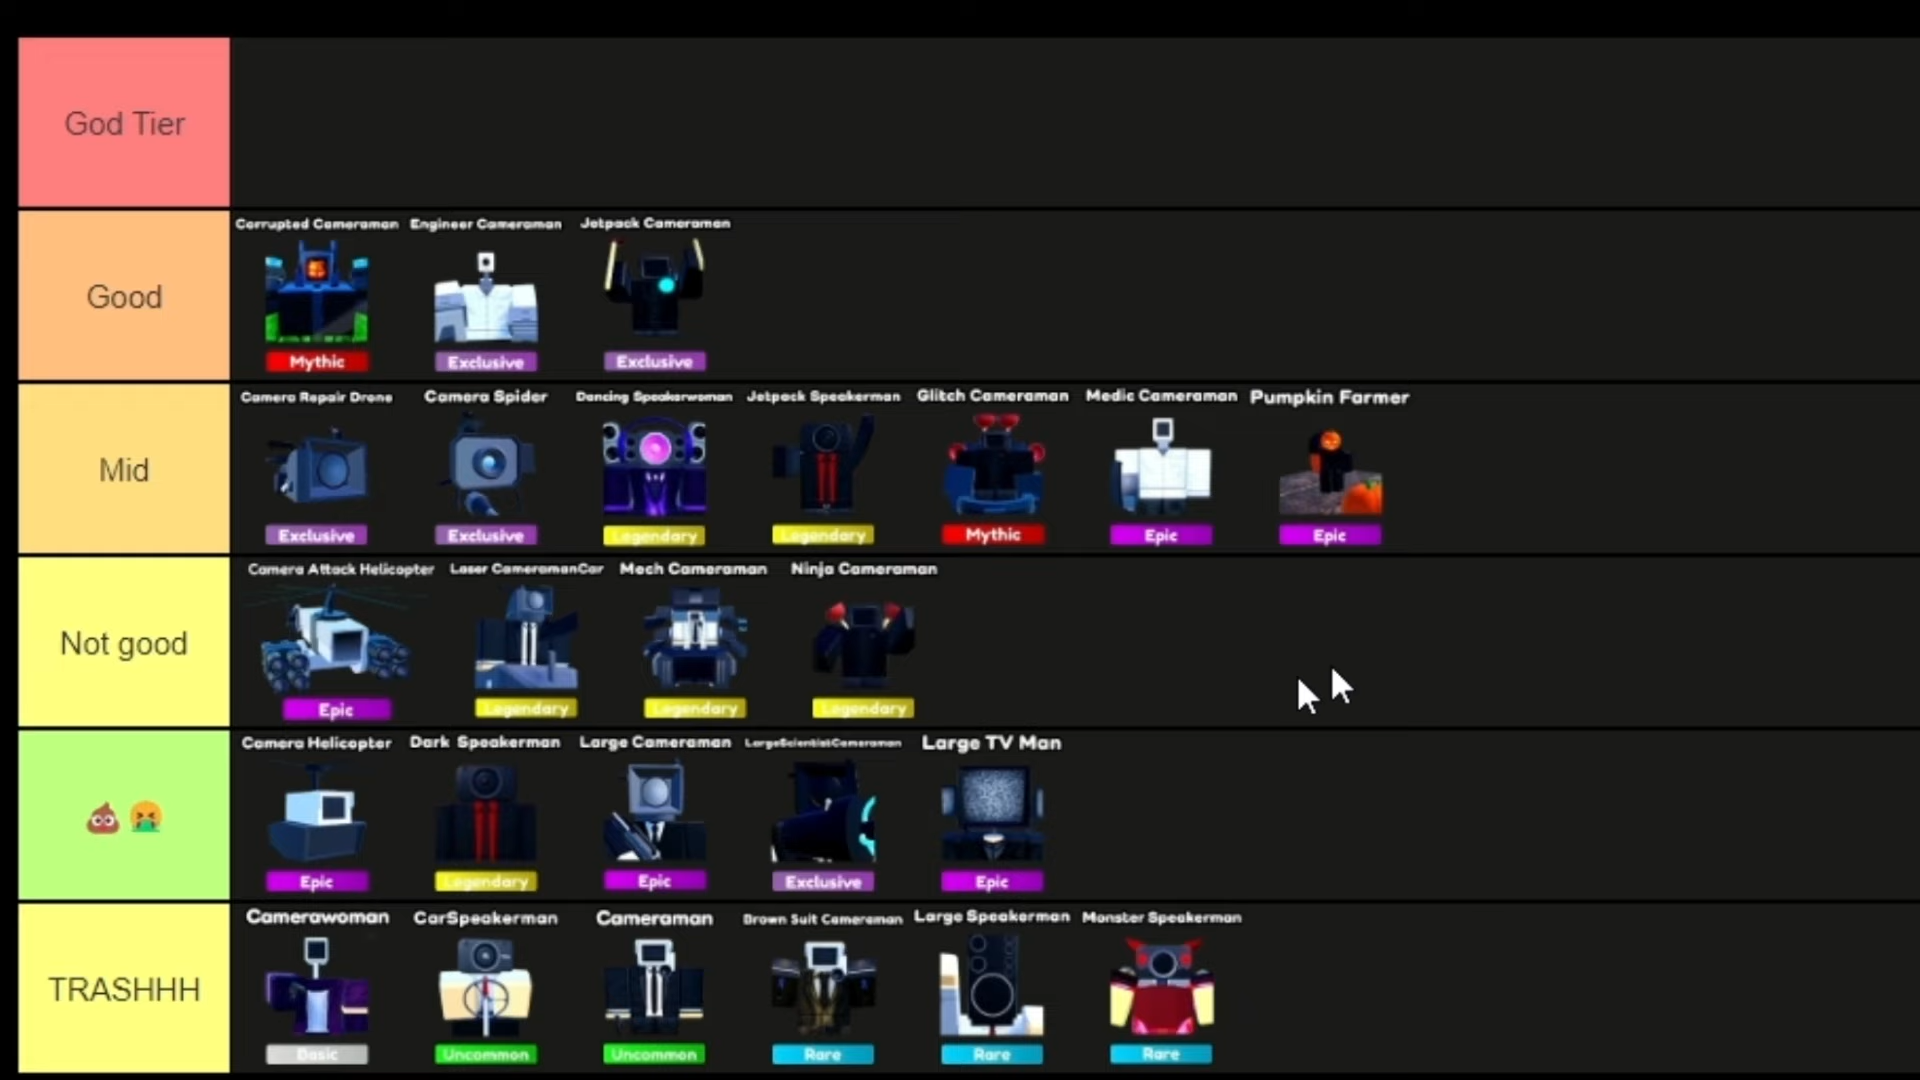 God Tier
Good
Corrupted Cameraman Engineer Cameraman Jetpack Cameraman
Mythic Exclusive Exclusive
Mid
Camera Repair Drone Camera Spider Dancing Speakerwoman Jetpack Speakerman Glitch Cameraman Medic Cameraman Pumpkin Farmer
Exclusive Exclusive Legendary Legendary Mythic Epic Epic
Not good
Camera Attack Helicopter Laser CameramanCar Mech Cameraman Ninja Cameraman
Epic Legendary Legendary Legendary
💩 🤮
Camera Helicopter Dark Speakerman Large Cameraman LargeScientistCameraman Large TV Man
Epic Legendary Epic Exclusive Epic
TRASHHH
Camerawoman CarSpeakerman Cameraman Brown Suit Cameraman Large Speakerman Monster Speakerman
Basic Uncommon Uncommon Rare Rare Rare